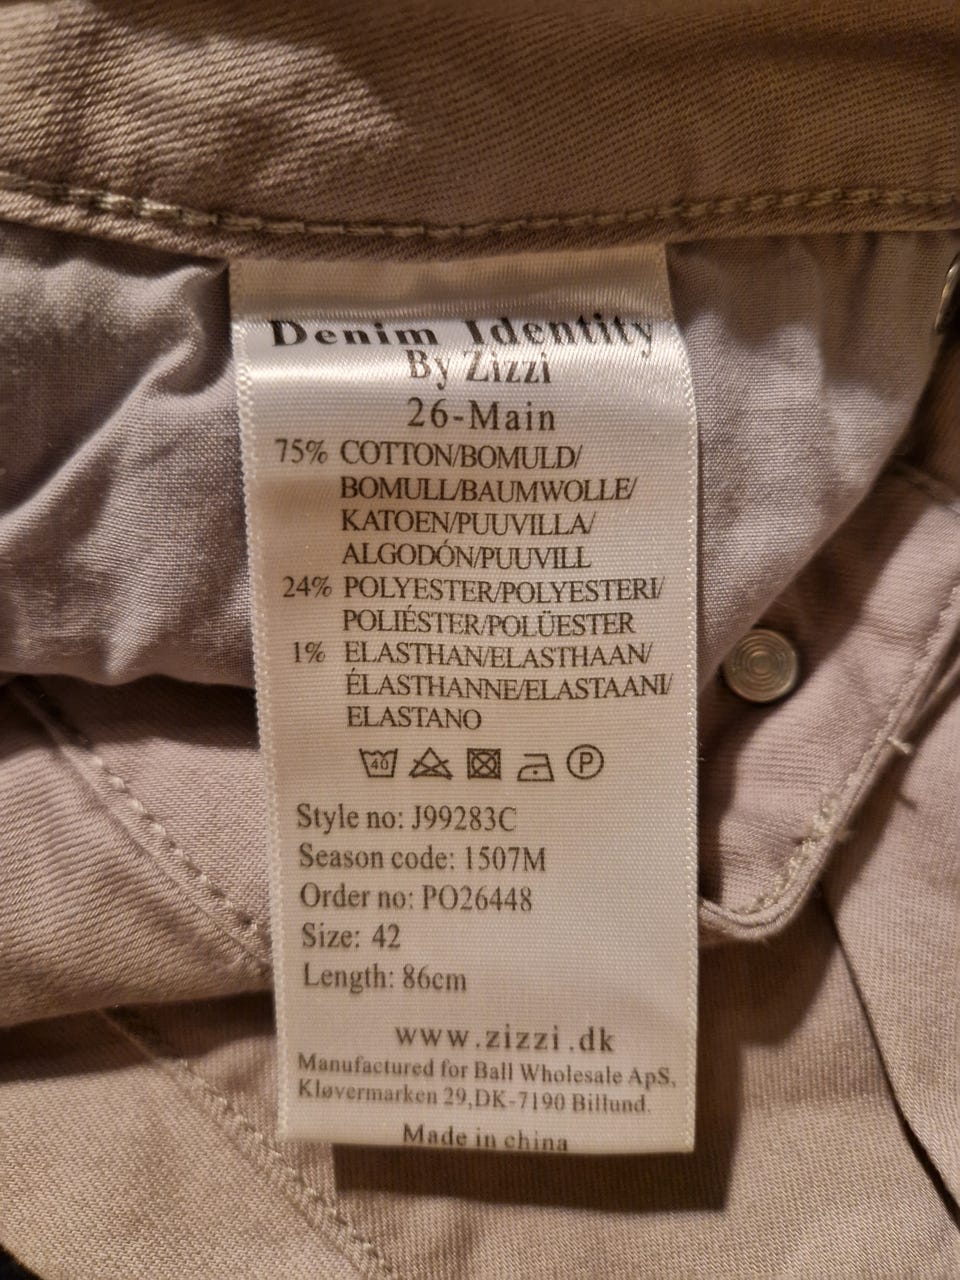 Denim Identity
By Zizzi
26-Main
75% COTTON/BOMULD/
BOMULL/BAUMWOLLE/
KATOEN/PUUVILLA/
ALGODÓN/PUUVILL
24% POLYESTER/POLYESTERI/
POLIÉSTER/POLÜESTER
1% ELASTHAN/ELASTHAAN/
ÉLASTHANNE/ELASTAANI/
ELASTANO
40 P
Style no: J99283C
Season code: 1507M
Order no: PO26448
Size: 42
Length: 86cm
www.zizzi.dk
Manufactured for Ball Wholesale ApS,
Kløvermarken 29,DK-7190 Billund.
Made in china